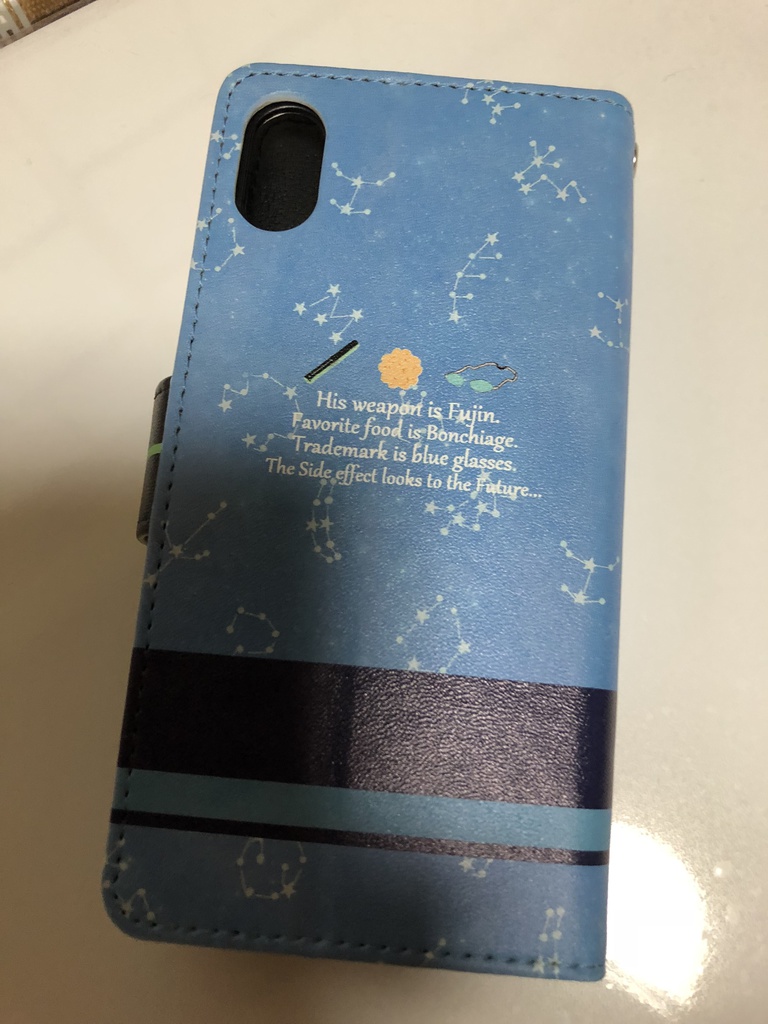 His weapon is Fujin.
Favorite food is Bonchiage.
Trademark is blue glasses.
The Side effect looks to the Future...